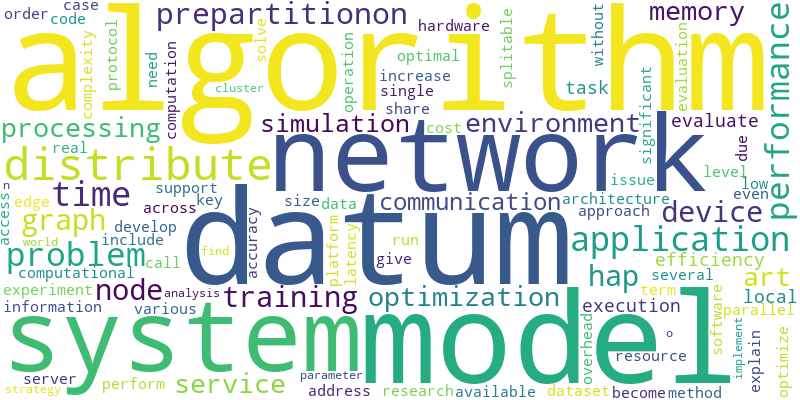 order
case
code
prepartitionon
hardware
memory
algorithm
complexity
protocol
need
computation
solve
cluster
operation
optimal
increase
single
share
splitable
without
task
evaluation
performance
processing
real
simulation
cost
environment
significant
evaluate
due
distribute
network
issue
level
low
even
access
n
edge
time
support
key
across
size
data
communication
architecture
approach
device
graph
world
develop
include
datum
accuracy
find
platform
latency
run
give
application
problem
computational
call
hap
efficiency
several
art
experiment
node
analysis
training
optimization
term
local
information
various
execution
parallel
system
model
overhead
o
resource
software
implement
explain
optimize
server
strategy
perform
service
parameter
address
research
available
dataset
become
method